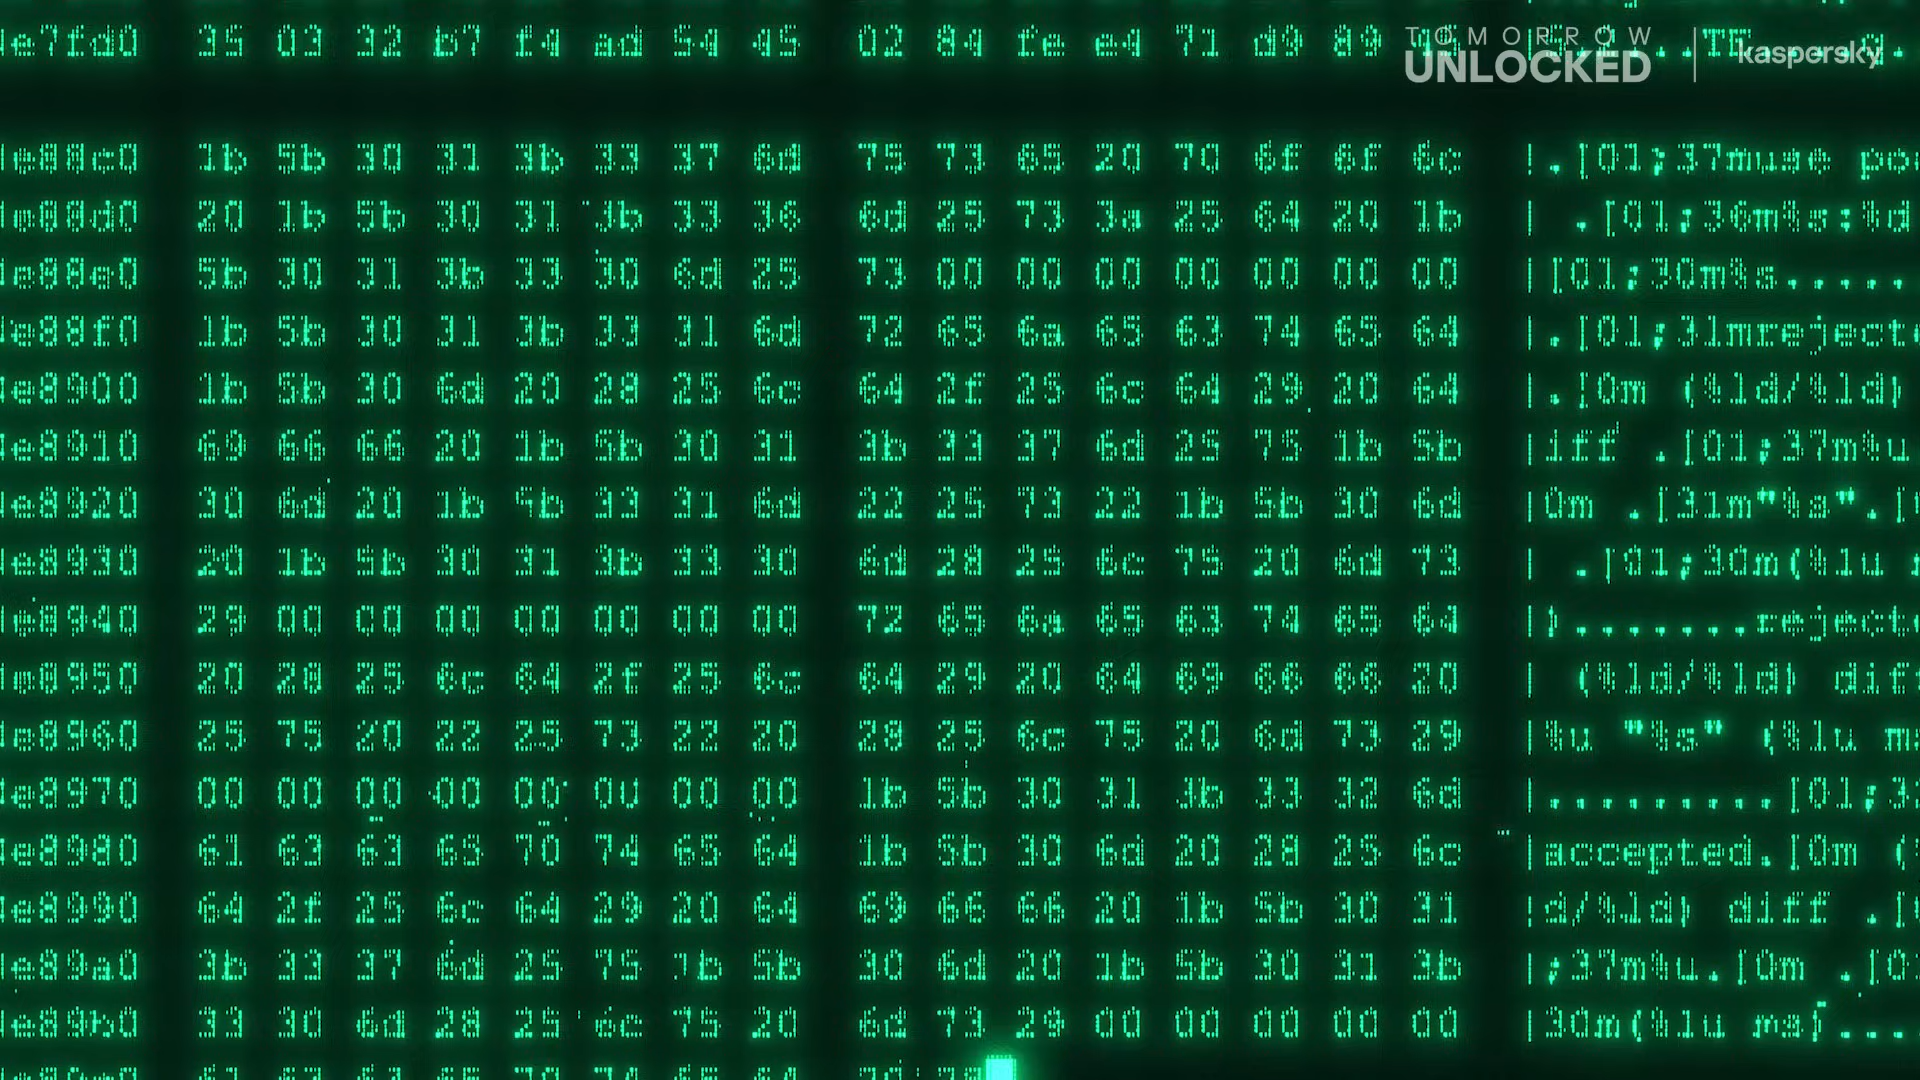 TOMORROW
UNLOCKED
kaspersky
e7fd0 35 03 32 b7 f4 ad 54 45 02 84 fe e4 71 d9 89
e88c0 1b 5b 30 31 3b 33 37 6d 75 73 65 20 70 6f 6f 6c |.[01;37muse poo
e88d0 20 1b 5b 30 31 3b 33 36 6d 25 73 3a 25 64 20 1b | .[01;36m%s:%d
e88e0 5b 30 31 3b 33 30 6d 25 73 00 00 00 00 00 00 00 |[01;30m%s.....
e88f0 1b 5b 30 31 3b 33 31 6d 72 65 6a 65 63 74 65 64 |.[01;31mrejecte
e8900 1b 5b 30 6d 20 28 25 6c 64 2f 25 6c 64 29 20 64 |.[0m (%ld/%ld)
e8910 69 66 66 20 1b 5b 30 31 3b 33 37 6d 25 75 1b 5b |iff .[01;37m%u
e8920 30 6d 20 1b 5b 33 31 6d 22 25 73 22 1b 5b 30 6d |0m .[31m"%s".[
e8930 20 1b 5b 30 31 3b 33 30 6d 28 25 6c 75 20 6d 73 | .[01;30m(%lu
e8940 29 00 00 00 00 00 00 00 72 65 6a 65 63 74 65 64 |).......rejecte
e8950 20 28 25 6c 64 2f 25 6c 64 29 20 64 69 66 66 20 | (%ld/%ld) dif
e8960 25 75 20 22 25 73 22 20 28 25 6c 75 20 6d 73 29 |%u "%s" (%lu m
e8970 00 00 00 00 00 00 00 00 1b 5b 30 31 3b 33 32 6d |.........[01;3
e8980 61 63 63 65 70 74 65 64 1b 5b 30 6d 20 28 25 6c |accepted.[0m (
e8990 64 2f 25 6c 64 29 20 64 69 66 66 20 1b 5b 30 31 |d/%ld) diff .[
e89a0 3b 33 37 6d 25 75 1b 5b 30 6d 20 1b 5b 30 31 3b |;37m%u.[0m .[0
e89b0 33 30 6d 28 25 6c 75 20 6d 73 29 00 00 00 00 00 |30m(%lu ms)....